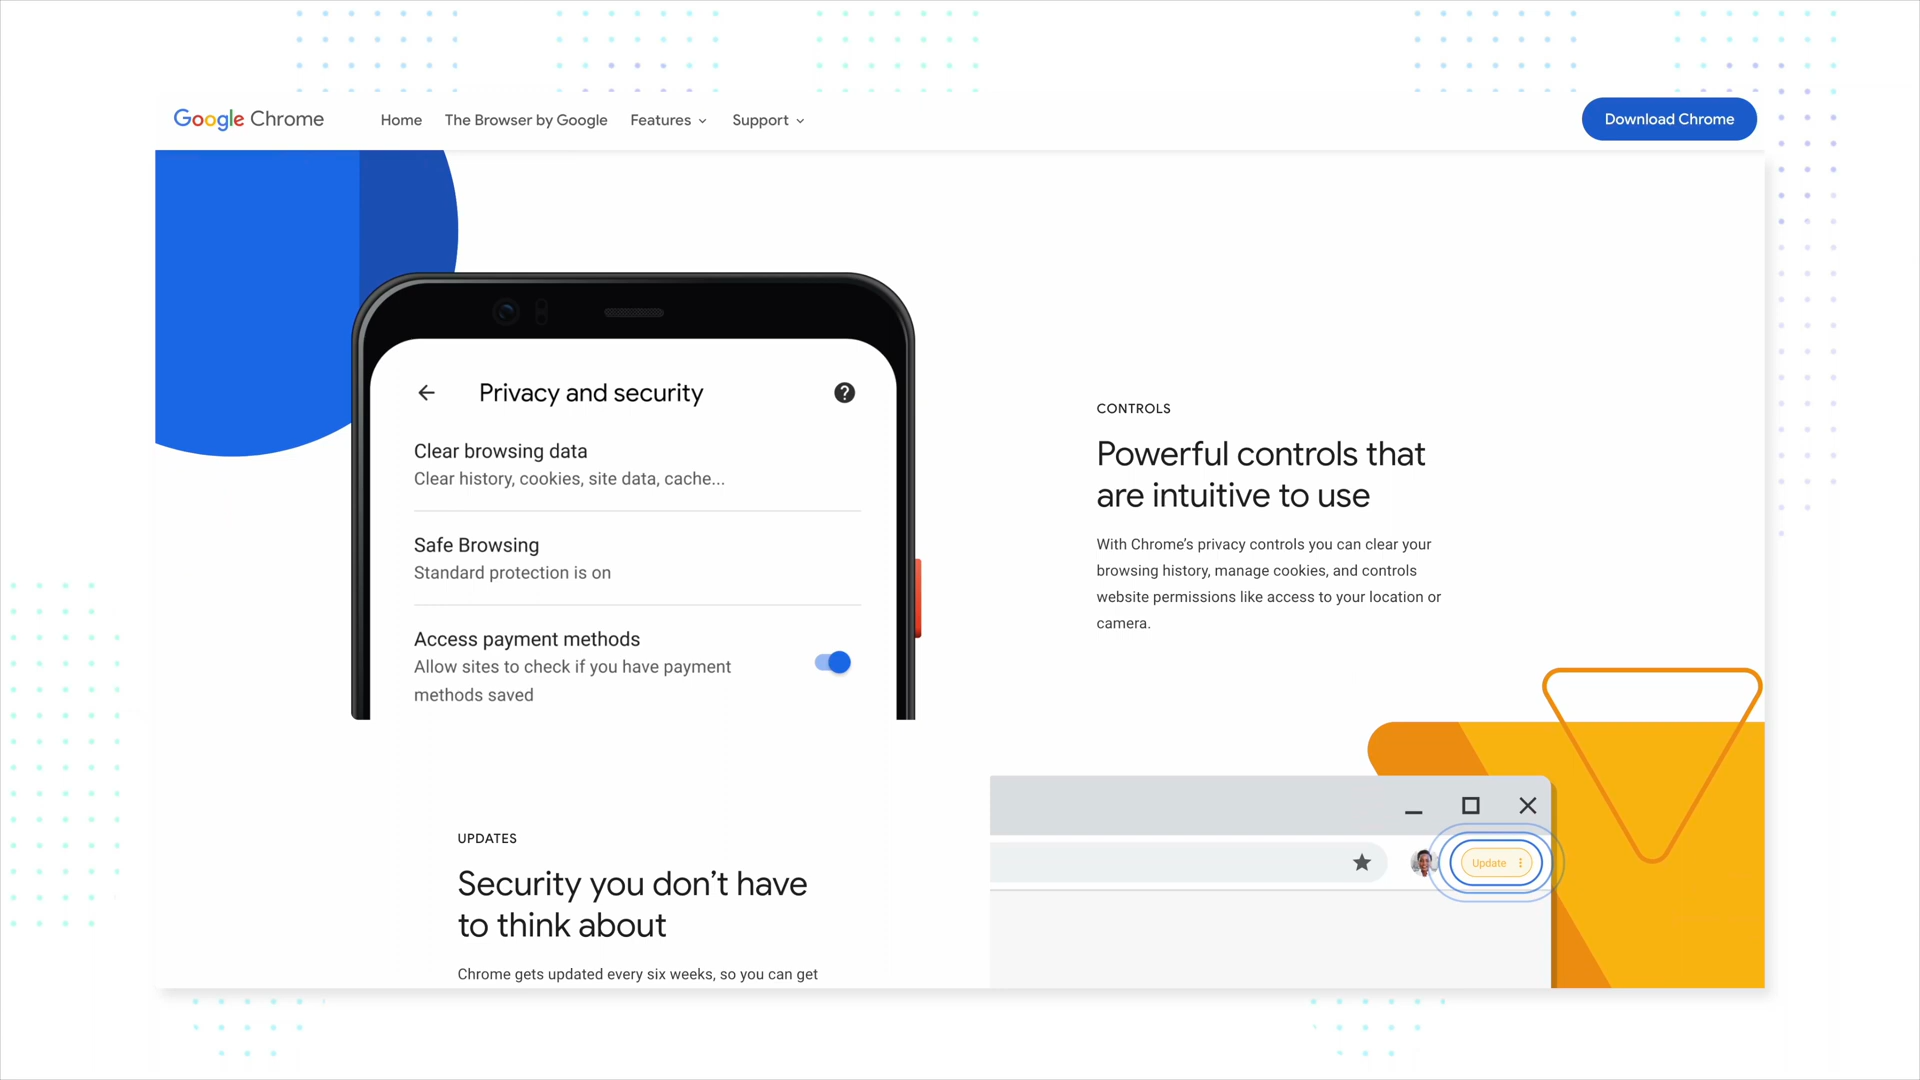 Google Chrome
Home
The Browser by Google
Features
Support
Download Chrome
Privacy and security
Clear browsing data
Clear history, cookies, site data, cache...
Safe Browsing
Standard protection is on
Access payment methods
Allow sites to check if you have payment
methods saved
CONTROLS
Powerful controls that
are intuitive to use
With Chrome’s privacy controls you can clear your
browsing history, manage cookies, and controls
website permissions like access to your location or
camera.
UPDATES
Security you don’t have
to think about
Chrome gets updated every six weeks, so you can get
Update